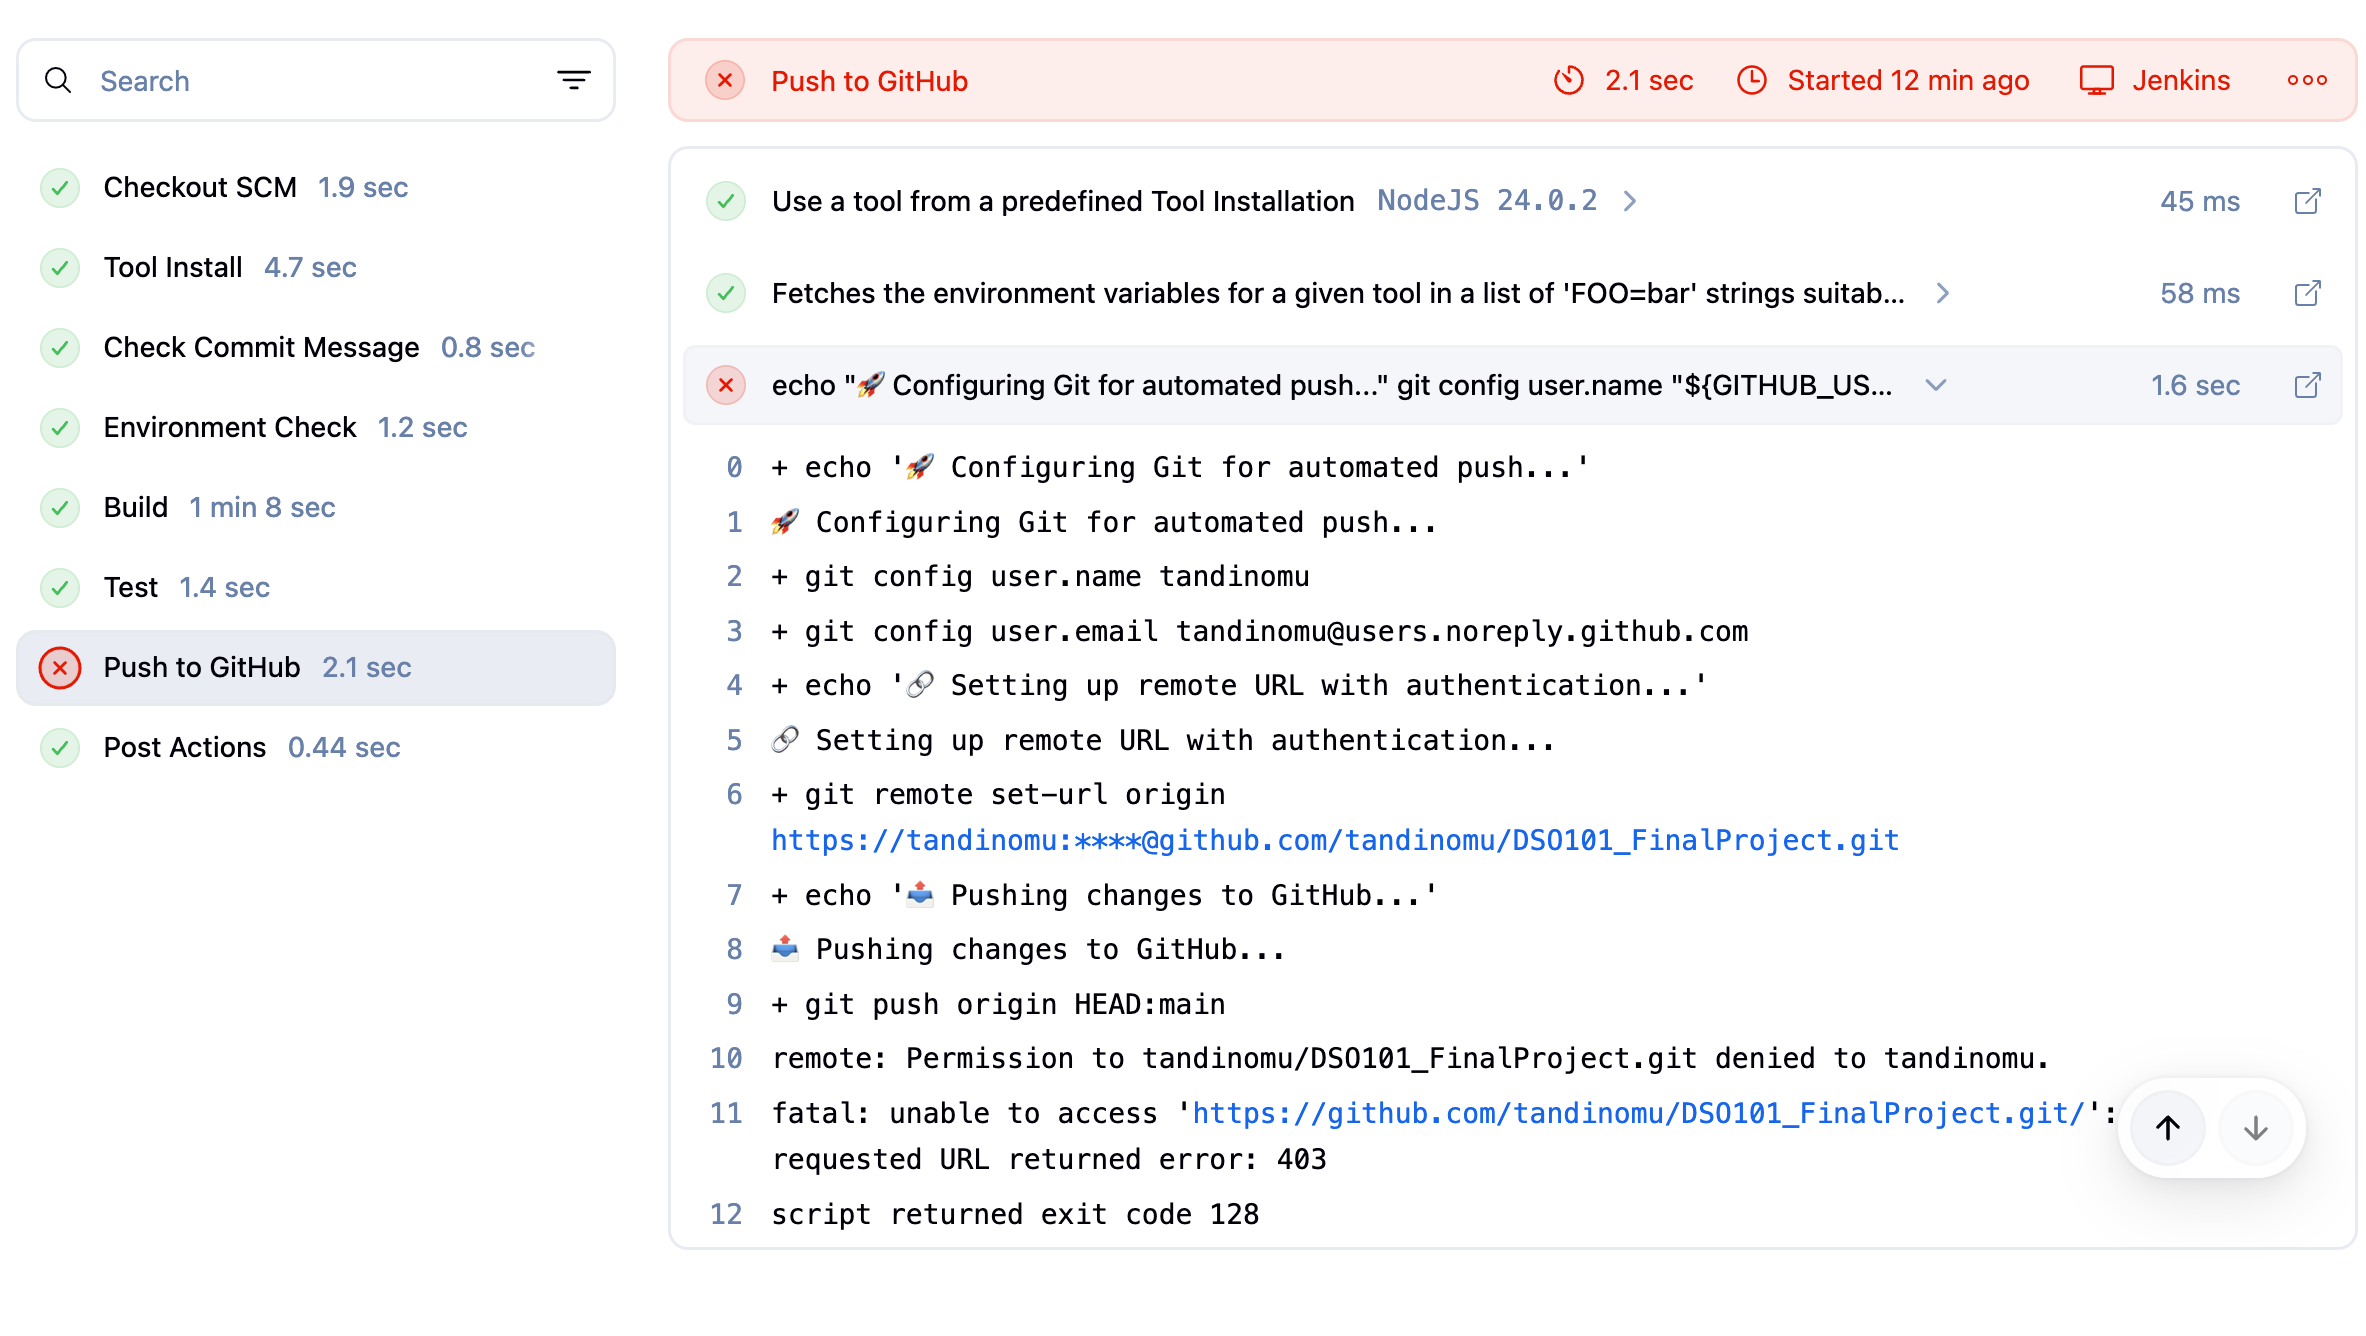 Search
Checkout SCM 1.9 sec
Tool Install 4.7 sec
Check Commit Message 0.8 sec
Environment Check 1.2 sec
Build 1 min 8 sec
Test 1.4 sec
Push to GitHub 2.1 sec
Post Actions 0.44 sec
Push to GitHub 2.1 sec Started 12 min ago Jenkins
Use a tool from a predefined Tool Installation NodeJS 24.0.2 45 ms
Fetches the environment variables for a given tool in a list of 'FOO=bar' strings suitab... 58 ms
echo "🚀 Configuring Git for automated push..." git config user.name "${GITHUB_US... 1.6 sec
0 + echo '🚀 Configuring Git for automated push...'
1 🚀 Configuring Git for automated push...
2 + git config user.name tandinomu
3 + git config user.email tandinomu@users.noreply.github.com
4 + echo '🔗 Setting up remote URL with authentication...'
5 🔗 Setting up remote URL with authentication...
6 + git remote set-url origin
https://tandinomu:****@github.com/tandinomu/DSO101_FinalProject.git
7 + echo '📤 Pushing changes to GitHub...'
8 📤 Pushing changes to GitHub...
9 + git push origin HEAD:main
10 remote: Permission to tandinomu/DSO101_FinalProject.git denied to tandinomu.
11 fatal: unable to access 'https://github.com/tandinomu/DSO101_FinalProject.git/':
requested URL returned error: 403
12 script returned exit code 128